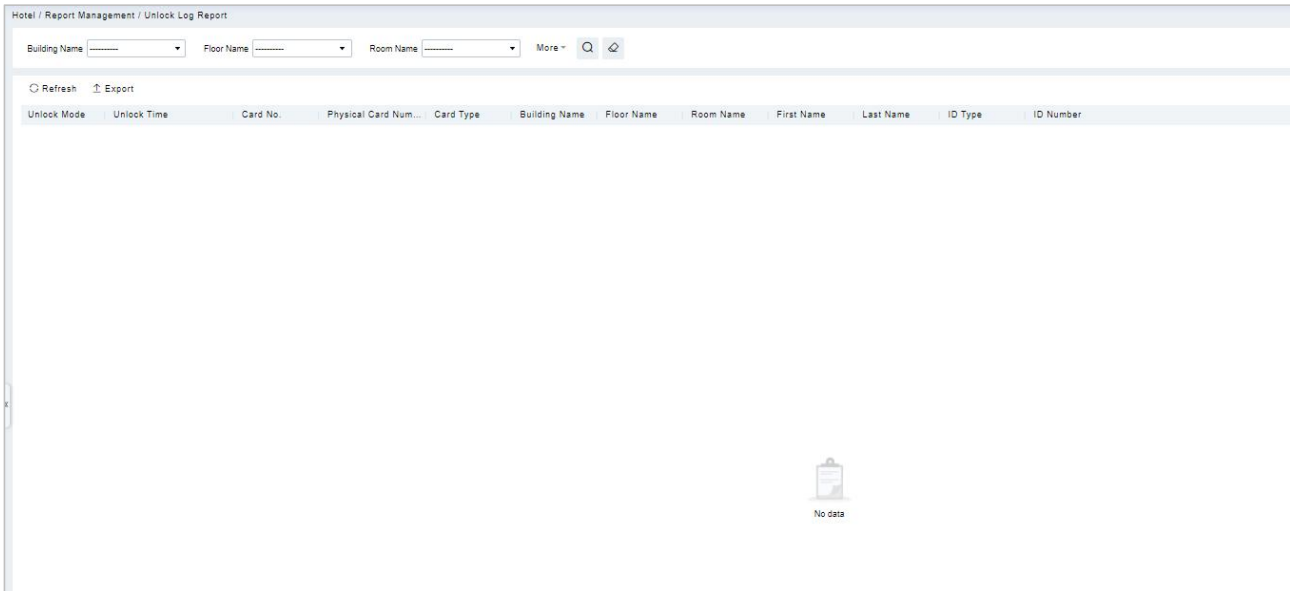 Hotel / Report Management / Unlock Log Report
Building Name ---------- Floor Name ---------- Room Name ---------- More
Refresh Export
Unlock Mode Unlock Time Card No. Physical Card Num... Card Type Building Name Floor Name Room Name First Name Last Name ID Type ID Number
No data